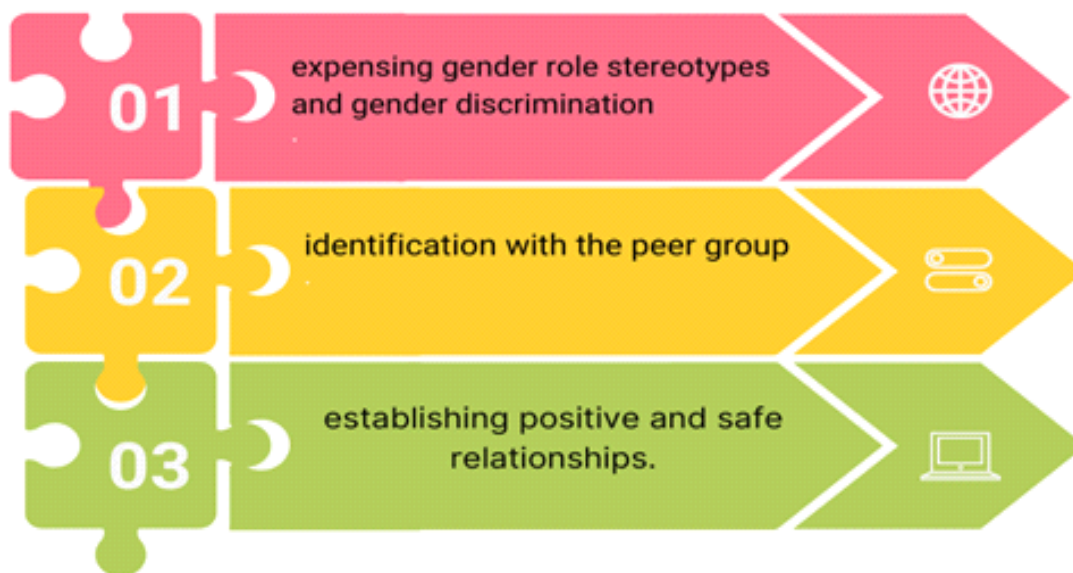 01
expensing gender role stereotypes
and gender discrimination
.
02
identification with the peer group
.
03
establishing positive and safe
relationships.